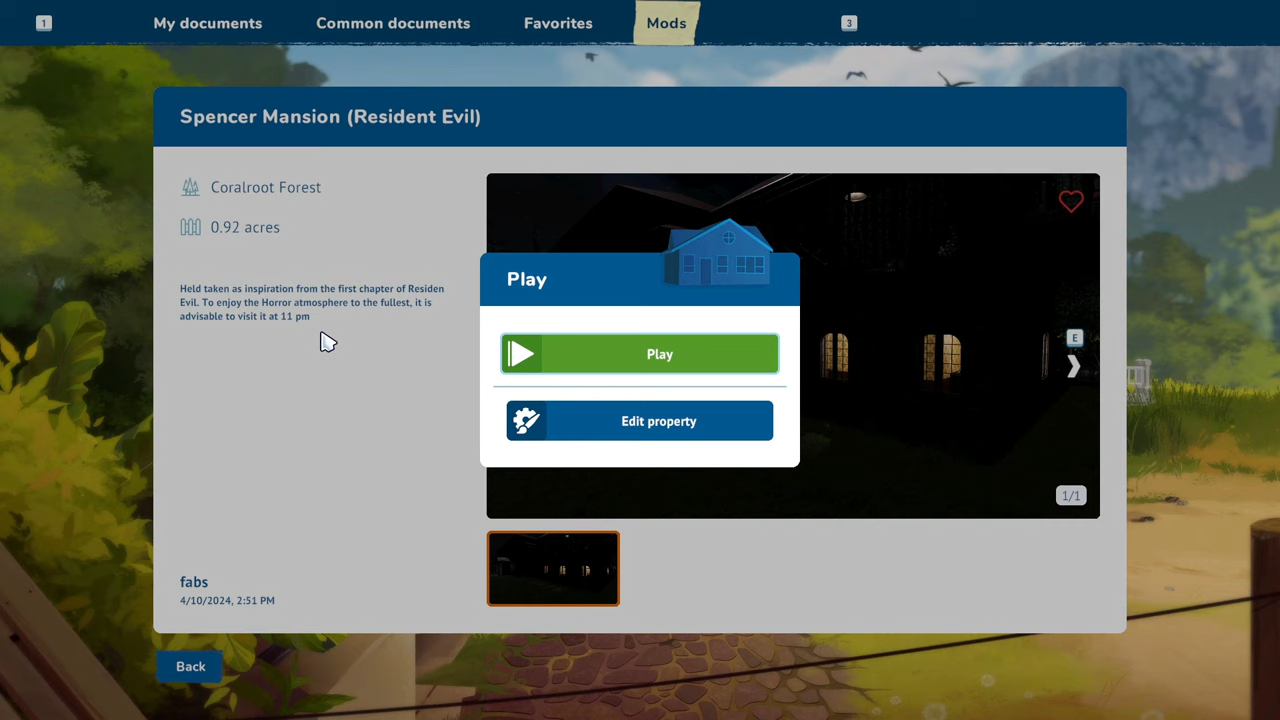 1
My documents
Common documents
Favorites
Mods
3
Spencer Mansion (Resident Evil)
Coralroot Forest
0.92 acres
Held taken as inspiration from the first chapter of Residen
Evil. To enjoy the Horror atmosphere to the fullest, it is
advisable to visit it at 11 pm
Play
Play
Edit property
E
1/1
fabs
4/10/2024, 2:51 PM
Back